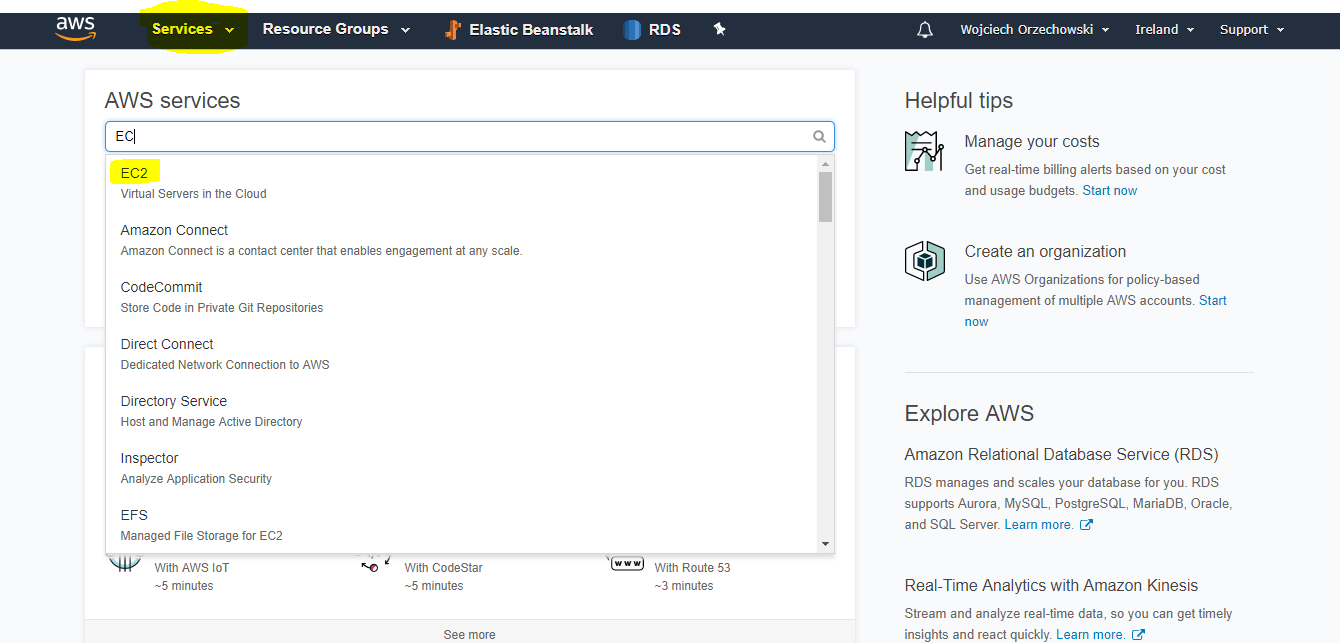 aws Services Resource Groups Elastic Beanstalk RDS Wojciech Orzechowski Ireland Support
AWS services
EC
EC2
Virtual Servers in the Cloud
Amazon Connect
Amazon Connect is a contact center that enables engagement at any scale.
CodeCommit
Store Code in Private Git Repositories
Direct Connect
Dedicated Network Connection to AWS
Directory Service
Host and Manage Active Directory
Inspector
Analyze Application Security
EFS
Managed File Storage for EC2
With AWS IoT
~5 minutes
With CodeStar
~5 minutes
www
With Route 53
~3 minutes
See more
Helpful tips
Manage your costs
Get real-time billing alerts based on your cost
and usage budgets. Start now
Create an organization
Use AWS Organizations for policy-based
management of multiple AWS accounts. Start
now
Explore AWS
Amazon Relational Database Service (RDS)
RDS manages and scales your database for you. RDS
supports Aurora, MySQL, PostgreSQL, MariaDB, Oracle,
and SQL Server. Learn more.
Real-Time Analytics with Amazon Kinesis
Stream and analyze real-time data, so you can get timely
insights and react quickly. Learn more.